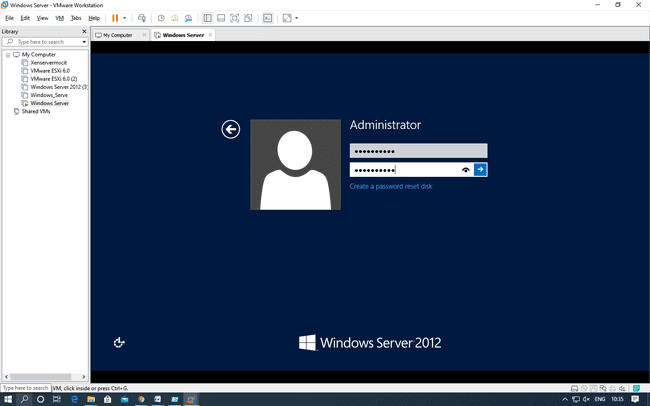 Windows Server - VMware Workstation
File Edit View VM Tabs Help
Library
Type here to search
My Computer
Xenservermscit
VMware ESXi 6.0
VMware ESXi 6.0 (2)
Windows Server 2012 (3)
Windows_Serve
Windows Server
Shared VMs
My Computer
Windows Server
Administrator
Create a password reset disk
Windows Server 2012
Type here to search
VM, click inside or press Ctrl+G.
ENG
10:35